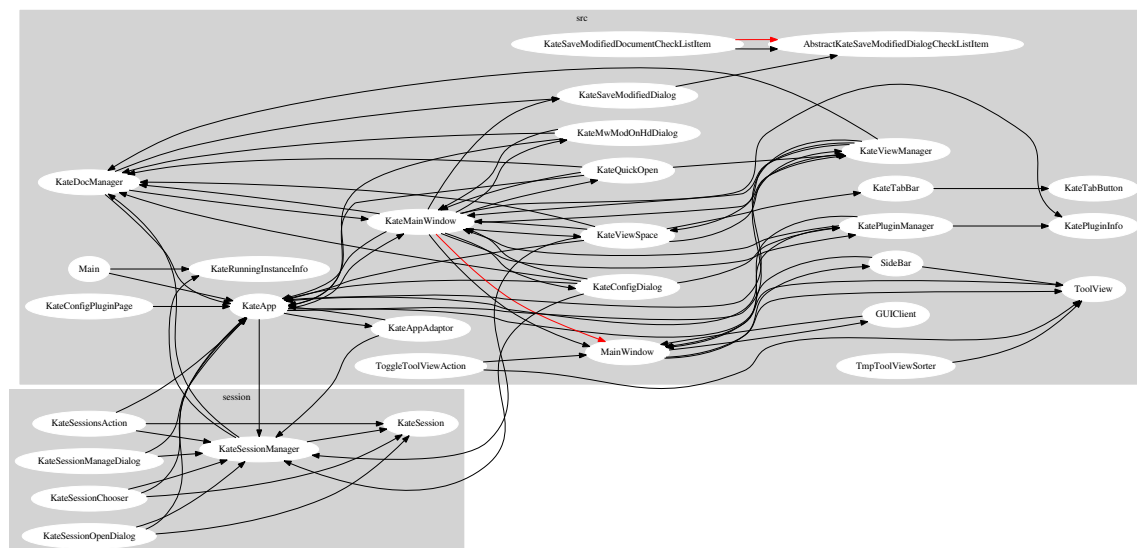 src
KateSaveModifiedDocumentCheckListItem
AbstractKateSaveModifiedDialogCheckListItem
KateSaveModifiedDialog
KateMwModOnHdDialog
KateViewManager
KateQuickOpen
KateDocManager
KateTabBar
KateTabButton
KateMainWindow
KateViewSpace
KatePluginManager
KatePluginInfo
Main
KateRunningInstanceInfo
SideBar
KateConfigPluginPage
KateApp
KateConfigDialog
ToolView
KateAppAdaptor
GUIClient
MainWindow
ToggleToolViewAction
TmpToolViewSorter
session
KateSessionsAction
KateSession
KateSessionManager
KateSessionManageDialog
KateSessionChooser
KateSessionOpenDialog